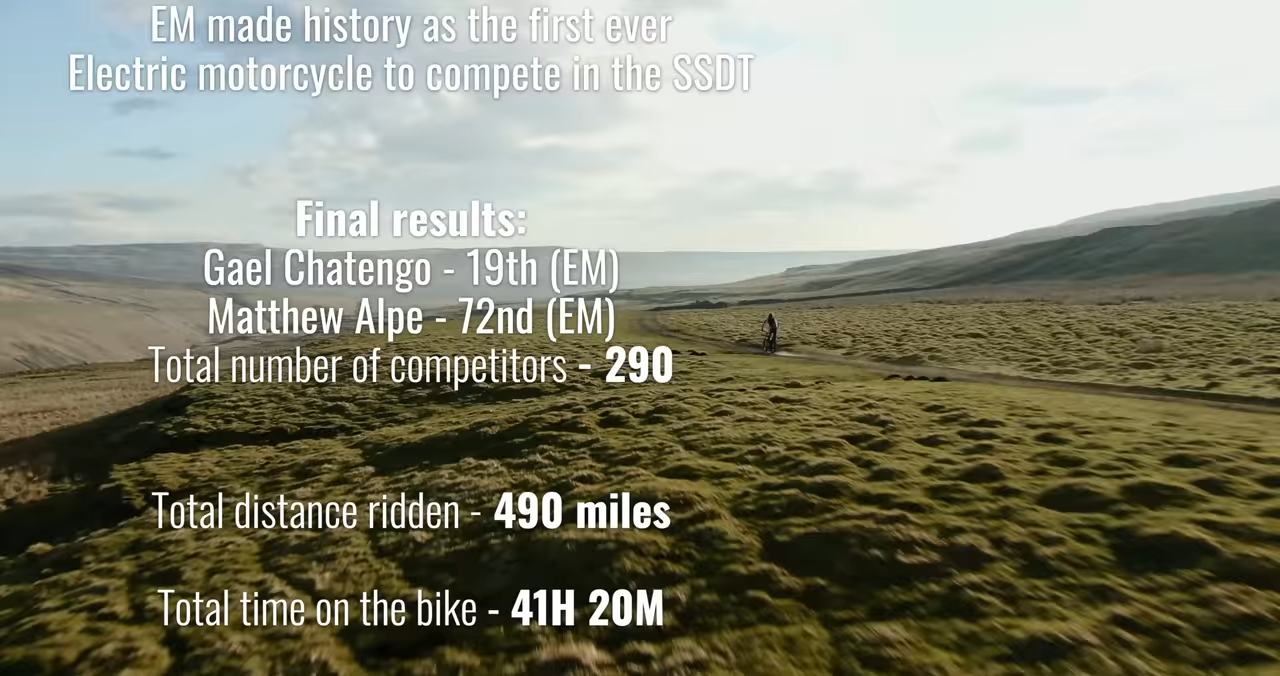 EM made history as the first ever
Electric motorcycle to compete in the SSDT
Final results:
Gael Chatengo - 19th (EM)
Matthew Alpe - 72nd (EM)
Total number of competitors - 290
Total distance ridden - 490 miles
Total time on the bike - 41H 20M